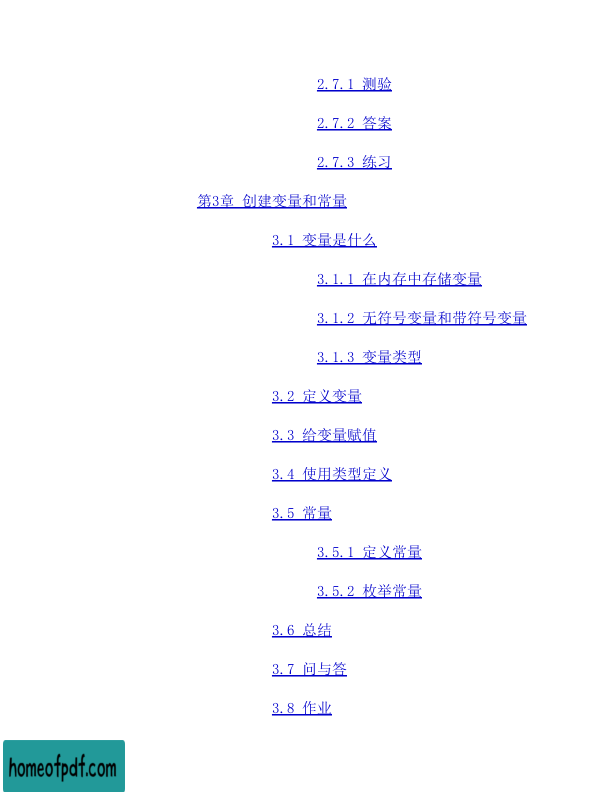 2.7.1 测验
2.7.2 答案
2.7.3 练习
第3章 创建变量和常量
3.1 变量是什么
3.1.1 在内存中存储变量
3.1.2 无符号变量和带符号变量
3.1.3 变量类型
3.2 定义变量
3.3 给变量赋值
3.4 使用类型定义
3.5 常量
3.5.1 定义常量
3.5.2 枚举常量
3.6 总结
3.7 问与答
3.8 作业
homeofpdf.com